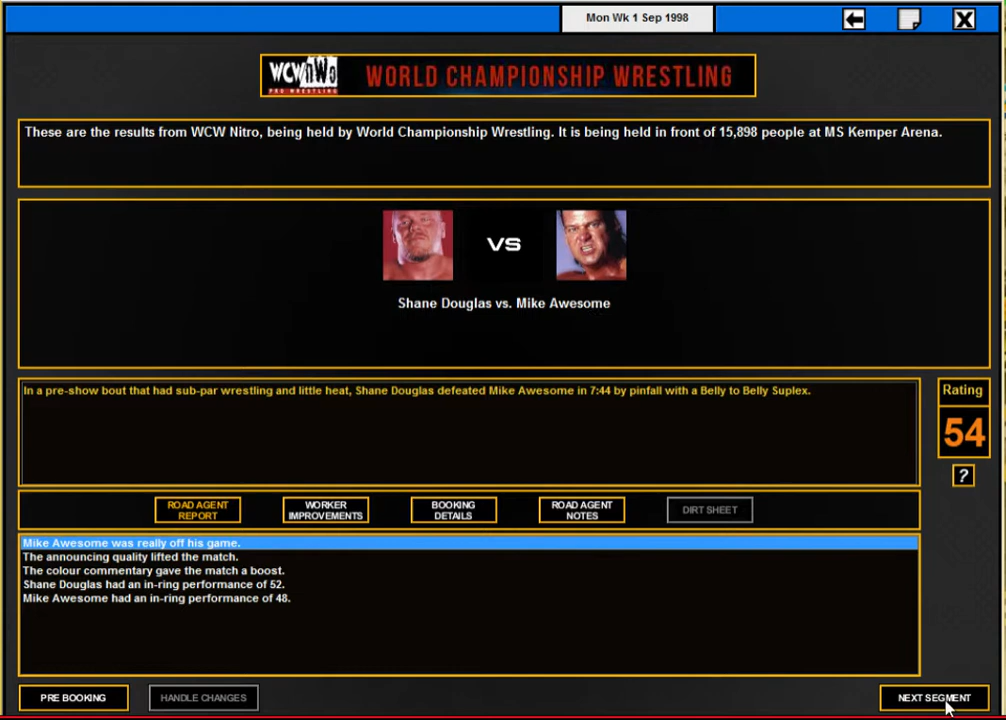 Mon Wk 1 Sep 1998
WCW nWo
PRO WRESTLING
WORLD CHAMPIONSHIP WRESTLING
These are the results from WCW Nitro, being held by World Championship Wrestling. It is being held in front of 15,898 people at MS Kemper Arena.
VS
Shane Douglas vs. Mike Awesome
In a pre-show bout that had sub-par wrestling and little heat, Shane Douglas defeated Mike Awesome in 7:44 by pinfall with a Belly to Belly Suplex.
Rating
54
?
ROAD AGENT
REPORT
WORKER
IMPROVEMENTS
BOOKING
DETAILS
ROAD AGENT
NOTES
DIRT SHEET
Mike Awesome was really off his game.
The announcing quality lifted the match.
The colour commentary gave the match a boost.
Shane Douglas had an in-ring performance of 52.
Mike Awesome had an in-ring performance of 48.
PRE BOOKING
HANDLE CHANGES
NEXT SEGMENT